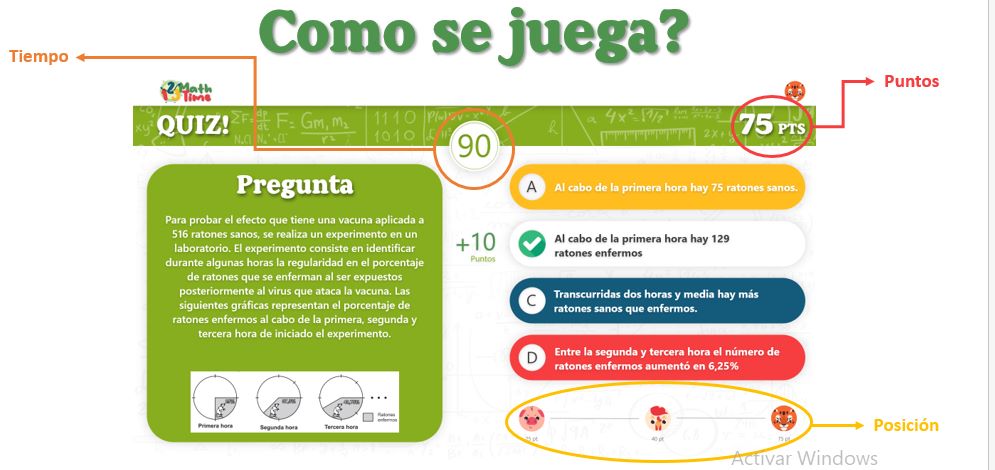 Como se juega?
Tiempo
Puntos
Math
Time
QUIZ!
90
75 PTS
Pregunta
Para probar el efecto que tiene una vacuna aplicada a
516 ratones sanos, se realiza un experimento en un
laboratorio. El experimento consiste en identificar
durante algunas horas la regularidad en el porcentaje
de ratones que se enferman al ser expuestos
posteriormente al virus que ataca la vacuna. Las
siguientes gráficas representan el porcentaje de
ratones enfermos al cabo de la primera, segunda y
tercera hora de iniciado el experimento.
Primera hora
Segunda hora
Tercera hora
Ratones
enfermos
+10
Puntos
A
Al cabo de la primera hora hay 75 ratones sanos.
Al cabo de la primera hora hay 129
ratones enfermos
C
Transcurridas dos horas y media hay más
ratones sanos que enfermos.
D
Entre la segunda y tercera hora el número de
ratones enfermos aumentó en 6,25%
25 pt
40 pt
75 pt
Posición
Activar Windows